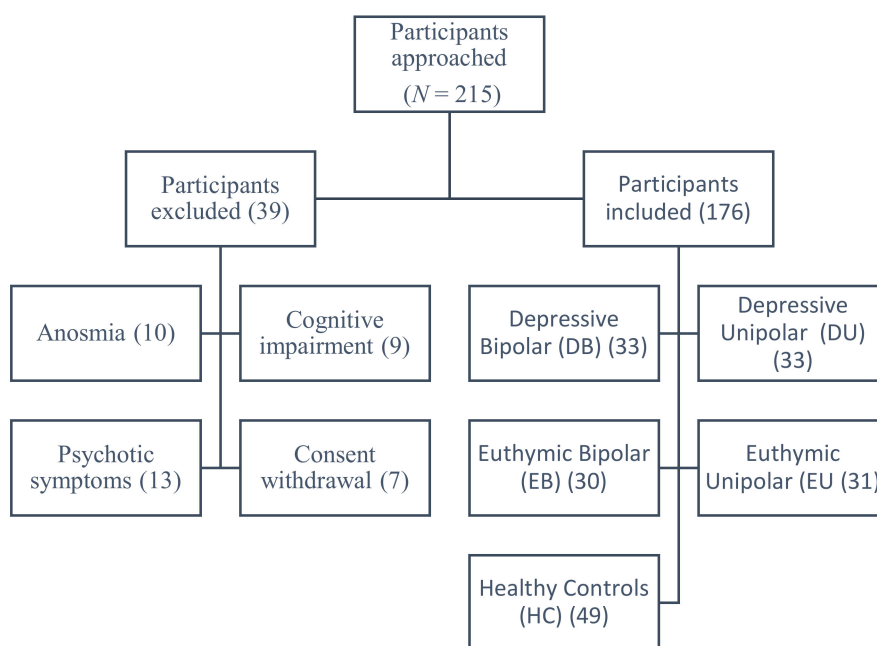 Participants
approached
(N = 215)
Participants
excluded (39)
Participants
included (176)
Anosmia (10)
Cognitive
impairment (9)
Depressive
Bipolar (DB) (33)
Depressive
Unipolar (DU)
(33)
Psychotic
symptoms (13)
Consent
withdrawal (7)
Euthymic Bipolar
(EB) (30)
Euthymic
Unipolar (EU (31)
Healthy Controls
(HC) (49)